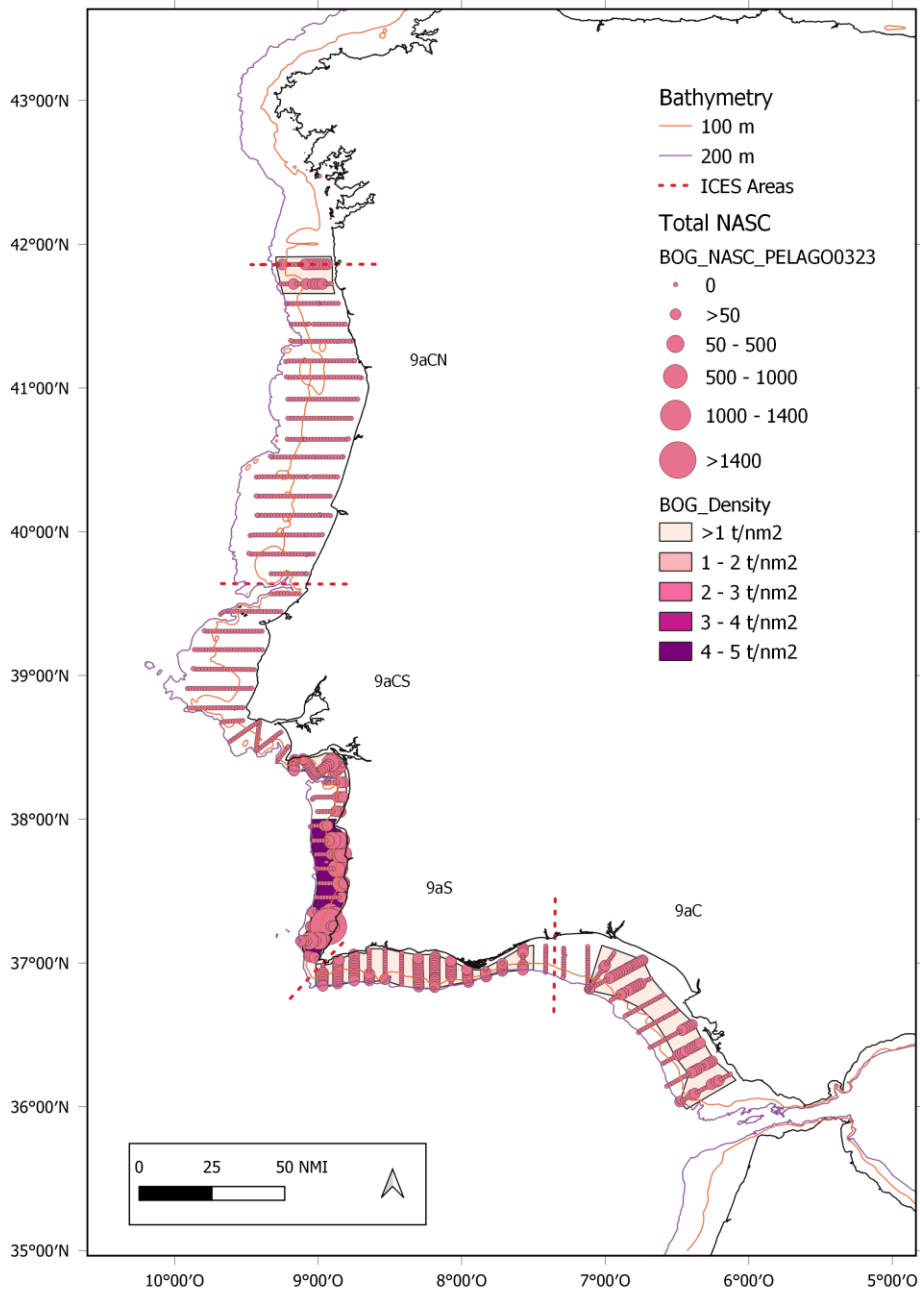 43°00'N
42°00'N
41°00'N
40°00'N
39°00'N
38°00'N
37°00'N
36°00'N
35°00'N
Bathymetry
100 m
200 m
ICES Areas
Total NASC
BOG_NASC_PELAGO0323
0
>50
50 - 500
500 - 1000
1000 - 1400
>1400
BOG_Density
>1 t/nm2
1 - 2 t/nm2
2 - 3 t/nm2
3 - 4 t/nm2
4 - 5 t/nm2
9aCN
9aCS
9aS
9aC
0 25 50 NMI
10°00'O 9°00'O 8°00'O 7°00'O 6°00'O 5°00'O